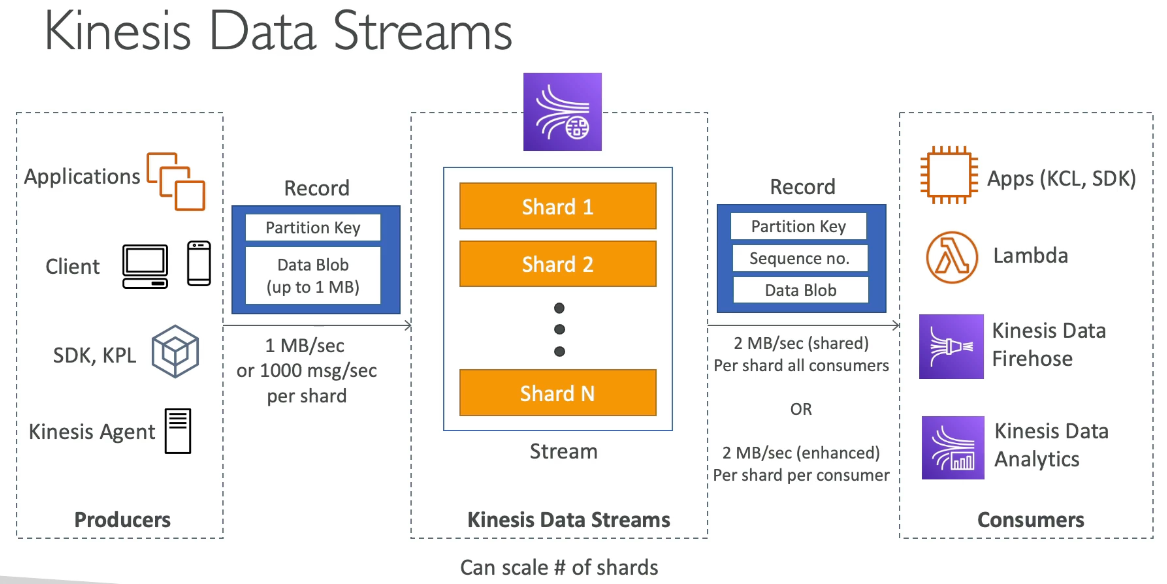 Kinesis Data Streams
Applications
Client
SDK, KPL
Kinesis Agent
Producers
Record
Partition Key
Data Blob
(up to 1 MB)
1 MB/sec
or 1000 msg/sec
per shard
Shard 1
Shard 2
Shard N
Stream
Kinesis Data Streams
Can scale # of shards
Record
Partition Key
Sequence no.
Data Blob
2 MB/sec (shared)
Per shard all consumers
OR
2 MB/sec (enhanced)
Per shard per consumer
Apps (KCL, SDK)
Lambda
Kinesis Data
Firehose
Kinesis Data
Analytics
Consumers